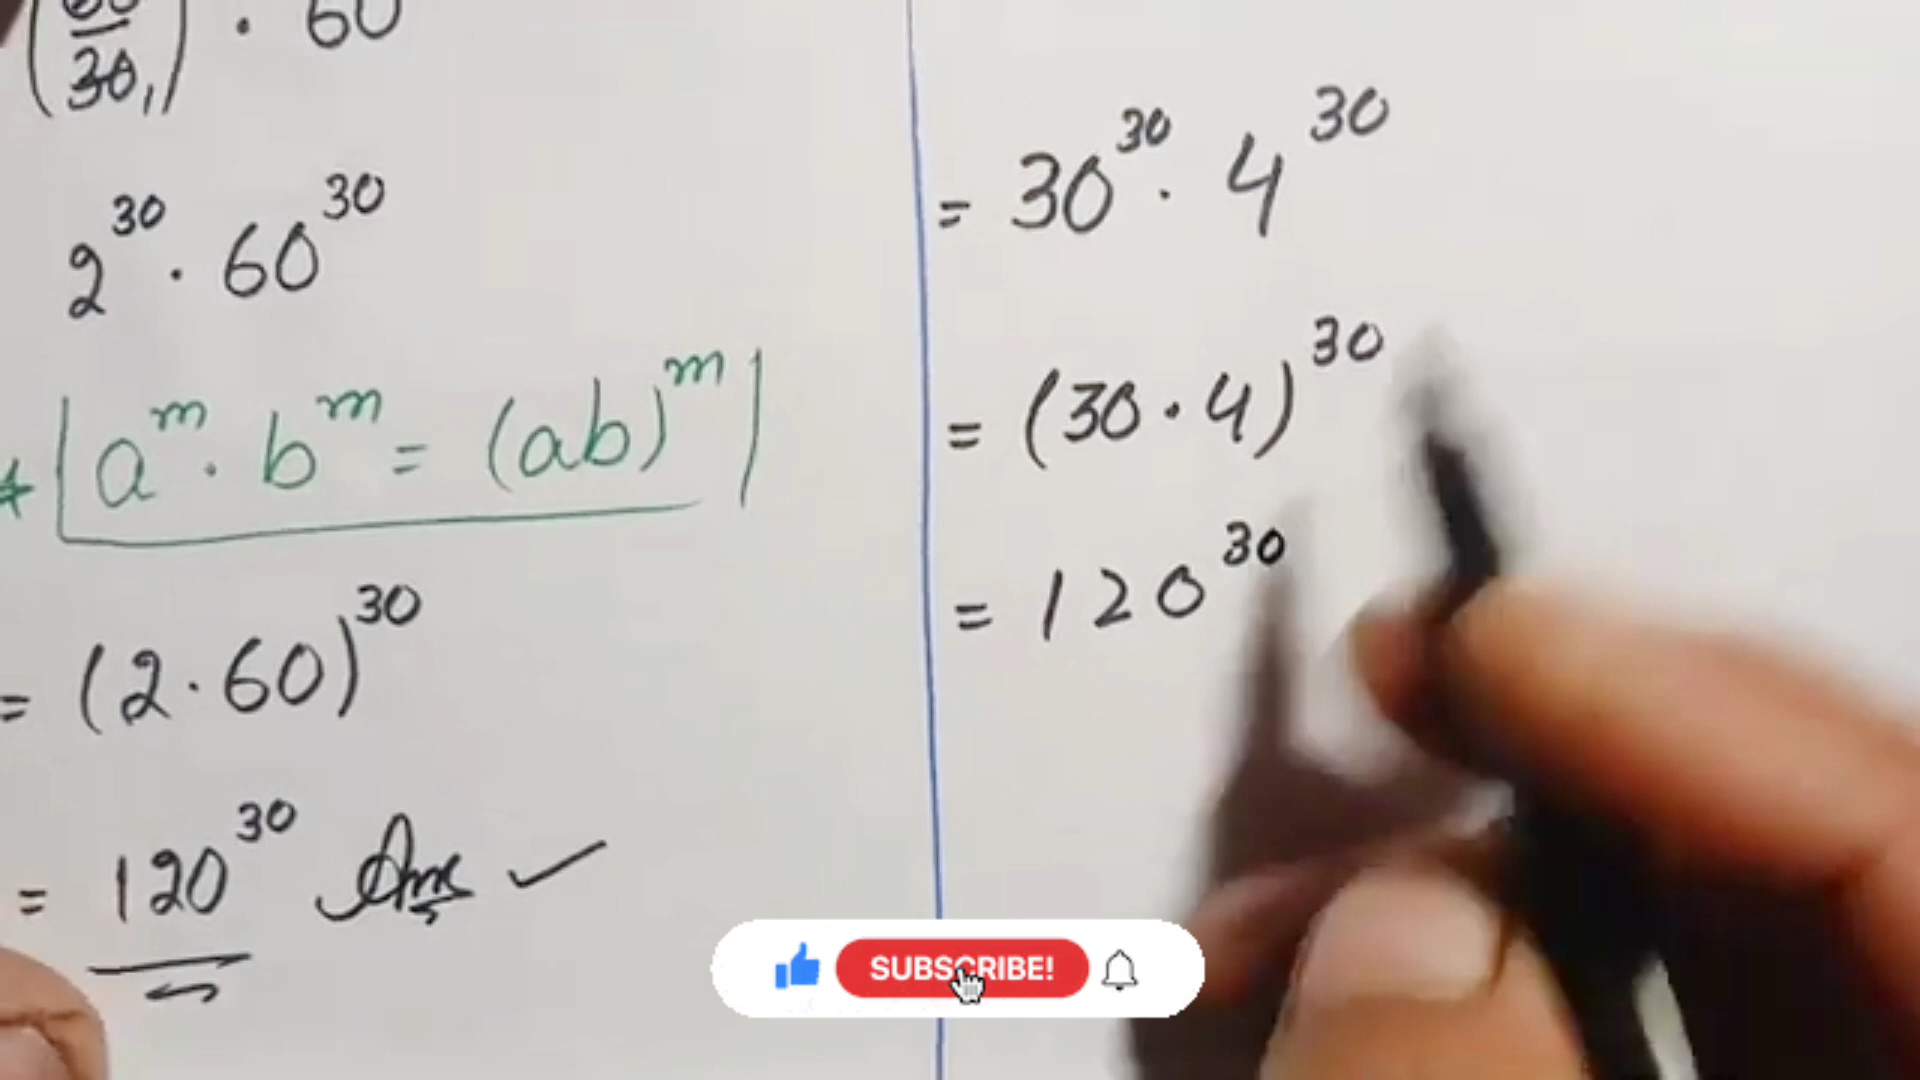 (60/30) · 60
2^30 · 60^30
* a^m · b^m = (ab)^m
= (2·60)^30
= 120^30 Ans ✓
= 30^30 · 4^30
= (30·4)^30
= 120^30
SUBSCRIBE!